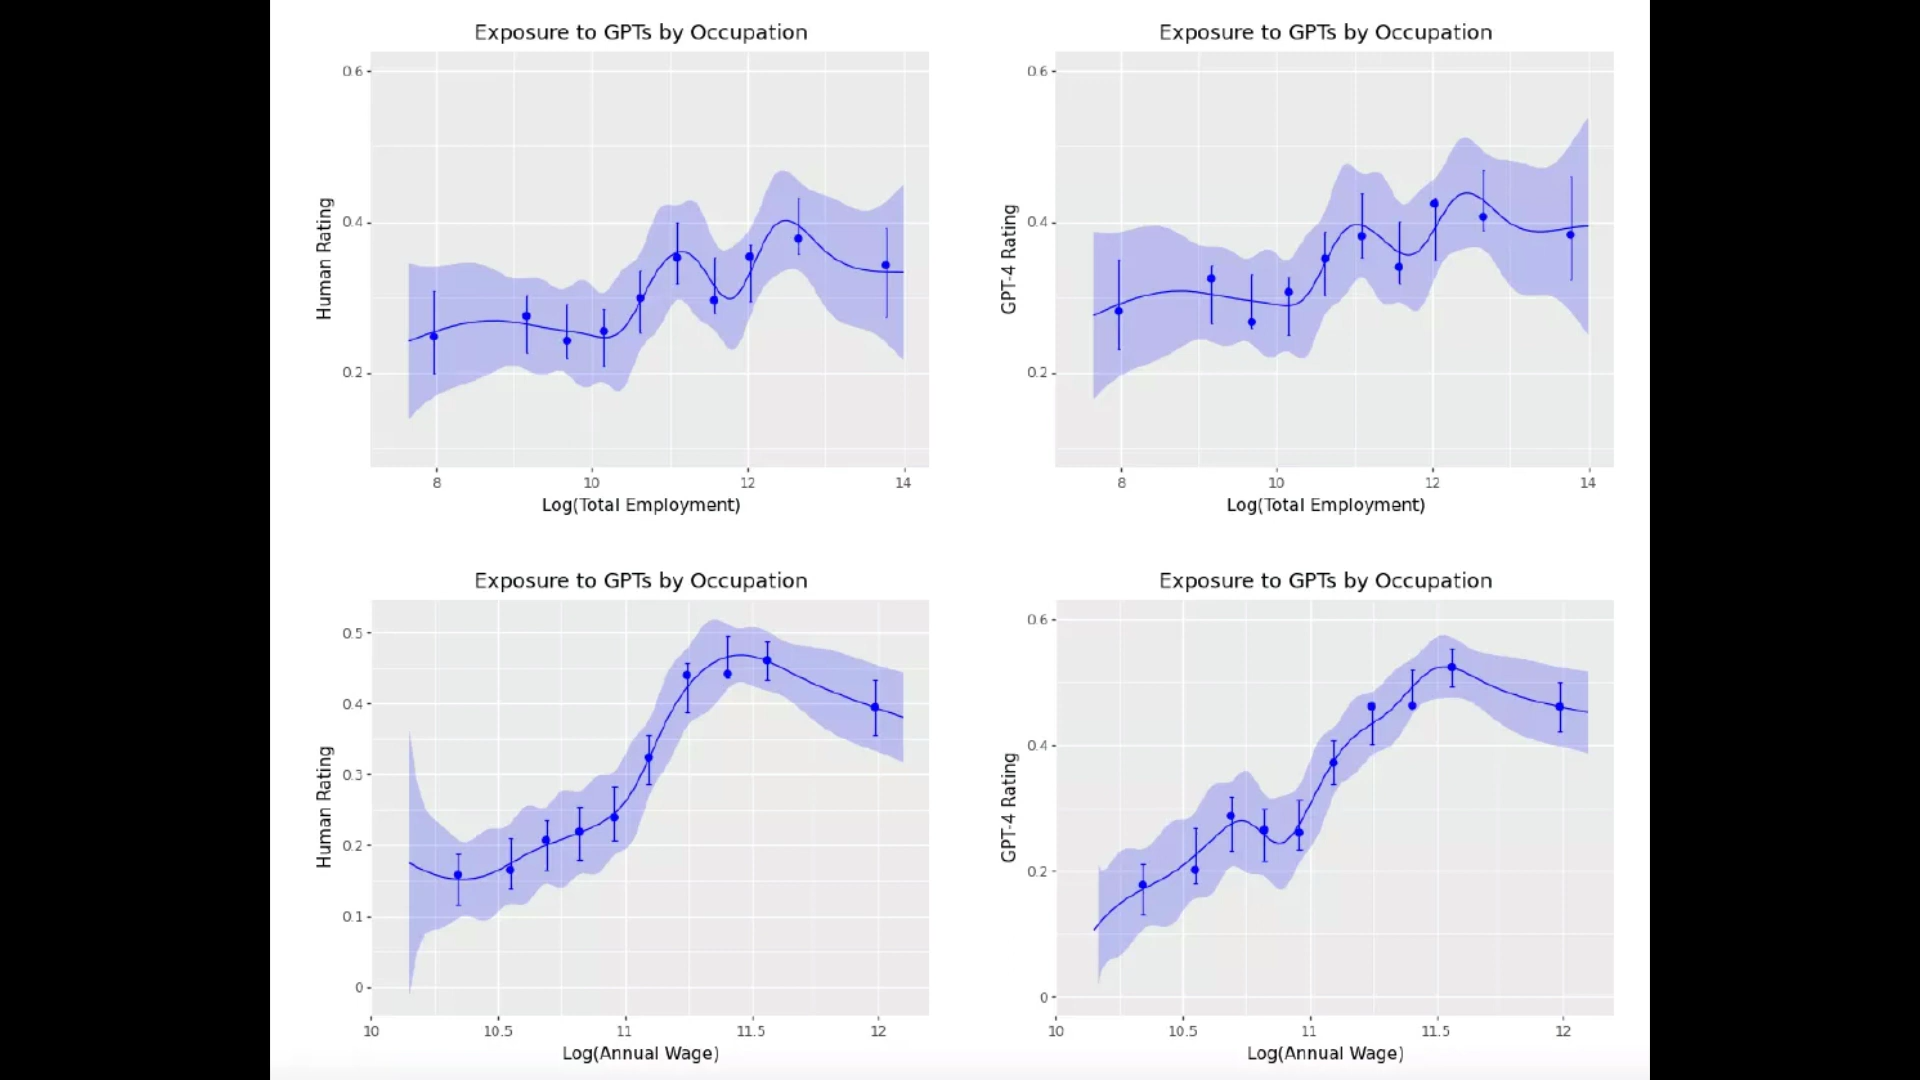 Exposure to GPTs by Occupation
0.6
0.4
0.2
Human Rating
8 10 12 14
Log(Total Employment)
Exposure to GPTs by Occupation
0.6
0.4
0.2
GPT-4 Rating
8 10 12 14
Log(Total Employment)
Exposure to GPTs by Occupation
0.5
0.4
0.3
0.2
0.1
0
Human Rating
10 10.5 11 11.5 12
Log(Annual Wage)
Exposure to GPTs by Occupation
0.6
0.4
0.2
0
GPT-4 Rating
10 10.5 11 11.5 12
Log(Annual Wage)